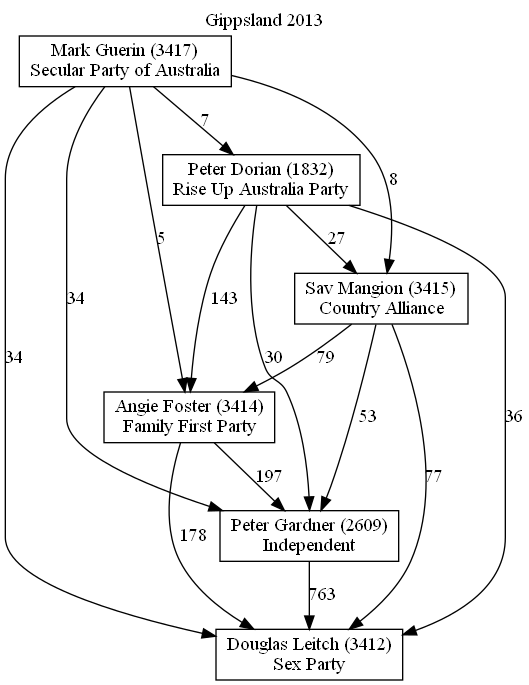 Gippsland 2013
Mark Guerin (3417)
Secular Party of Australia
7
Peter Dorian (1832)
Rise Up Australia Party
8
5
27
Sav Mangion (3415)
Country Alliance
34
143
34
30
79
Angie Foster (3414)
Family First Party
53
36
197
77
178
Peter Gardner (2609)
Independent
763
Douglas Leitch (3412)
Sex Party